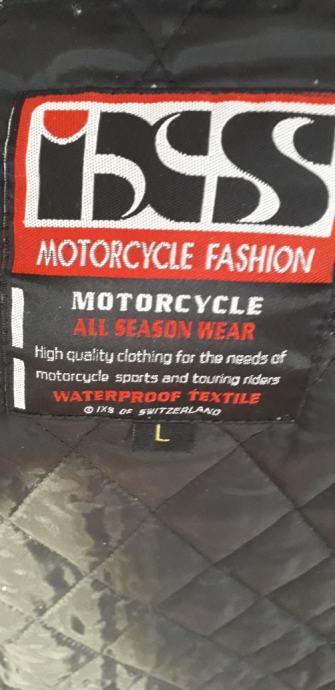 iXS
MOTORCYCLE FASHION
MOTORCYCLE
ALL SEASON WEAR
High quality clothing for the needs of
motorcycle sports and touring riders
WATERPROOF TEXTILE
© IXS OF SWITZERLAND
L